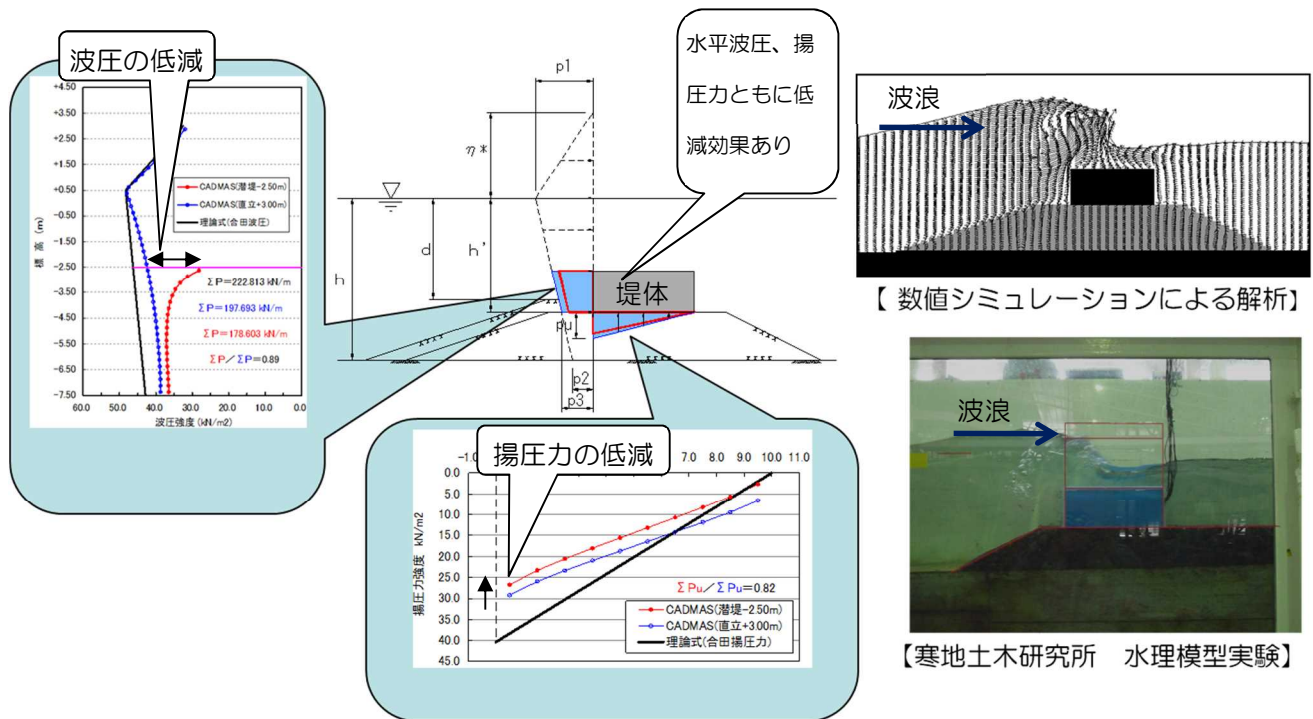 波圧の低減
+4.50
+3.50
+2.50
+1.50
+0.50
-0.50
-1.50
-2.50
-3.50
-4.50
-5.50
-6.50
-7.50
標 高 (m)
CADMAS(潜堤-2.50m)
CADMAS(直立+3.00m)
理論式(合田波圧)
ΣP=222.813 kN/m
ΣP=197.693 kN/m
ΣP=178.603 kN/m
ΣP/ΣP=0.89
60.0 50.0 40.0 30.0 20.0 10.0 0.0
波圧強度(kN/m2)
p1
η*
d
h'
h
堤体
pu
p2
p3
水平波圧、揚
圧力ともに低
減効果あり
揚圧力の低減
-1.0 6.0 7.0 8.0 9.0 10.0 11.0
0.0
5.0
10.0
15.0
20.0
25.0
30.0
35.0
40.0
45.0
揚圧力強度 kN/m2
ΣPu/ΣPu=0.82
CADMAS(潜堤-2.50m)
CADMAS(直立+3.00m)
理論式(合田揚圧力)
波浪
【 数値シミュレーションによる解析】
波浪
【寒地土木研究所 水理模型実験】